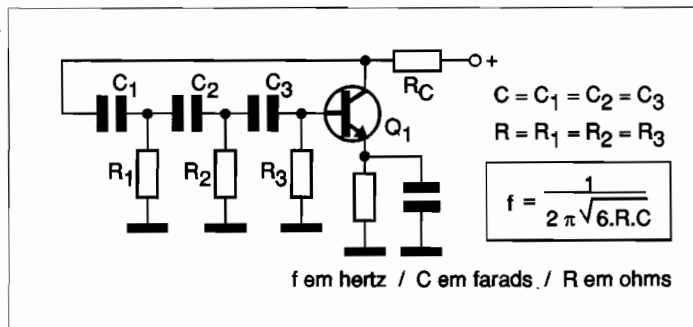 C1 C2 C3 RC +
R1 R2 R3 Q1
C = C1 = C2 = C3
R = R1 = R2 = R3
f = 1 / 2 π √6.R.C
f em hertz / C em farads. / R em ohms